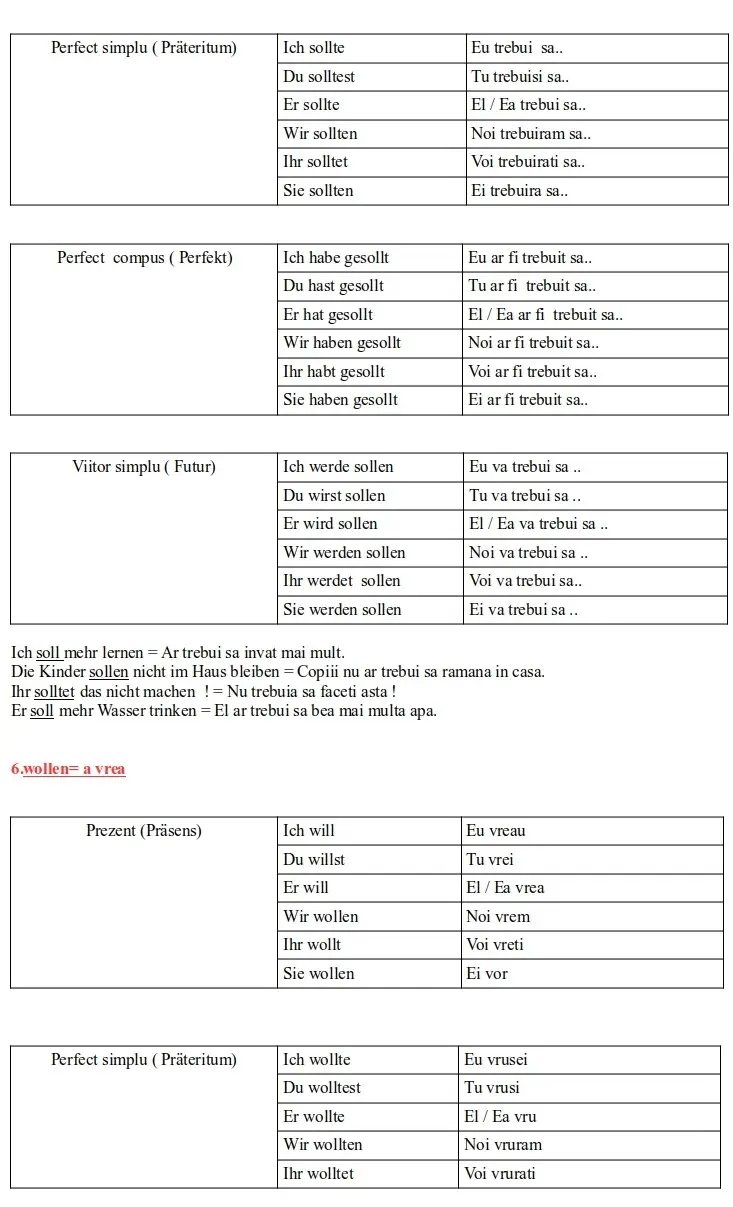 Perfect simplu ( Präteritum) Ich sollte Eu trebui sa..
Du solltest Tu trebuisi sa..
Er sollte El / Ea trebui sa..
Wir sollten Noi trebuiram sa..
Ihr solltet Voi trebuirati sa..
Sie sollten Ei trebuira sa..
Perfect compus ( Perfekt) Ich habe gesollt Eu ar fi trebuit sa..
Du hast gesollt Tu ar fi trebuit sa..
Er hat gesollt El / Ea ar fi trebuit sa..
Wir haben gesollt Noi ar fi trebuit sa..
Ihr habt gesollt Voi ar fi trebuit sa..
Sie haben gesollt Ei ar fi trebuit sa..
Viitor simplu ( Futur) Ich werde sollen Eu va trebui sa ..
Du wirst sollen Tu va trebui sa ..
Er wird sollen El / Ea va trebui sa ..
Wir werden sollen Noi va trebui sa ..
Ihr werdet sollen Voi va trebui sa..
Sie werden sollen Ei va trebui sa ..
Ich soll mehr lernen = Ar trebui sa invat mai mult.
Die Kinder sollen nicht im Haus bleiben = Copiii nu ar trebui sa ramana in casa.
Ihr solltet das nicht machen ! = Nu trebuia sa faceti asta !
Er soll mehr Wasser trinken = El ar trebui sa bea mai multa apa.
6.wollen= a vrea
Prezent (Präsens) Ich will Eu vreau
Du willst Tu vrei
Er will El / Ea vrea
Wir wollen Noi vrem
Ihr wollt Voi vreti
Sie wollen Ei vor
Perfect simplu ( Präteritum) Ich wollte Eu vrusei
Du wolltest Tu vrusi
Er wollte El / Ea vru
Wir wollten Noi vruram
Ihr wolltet Voi vrurati